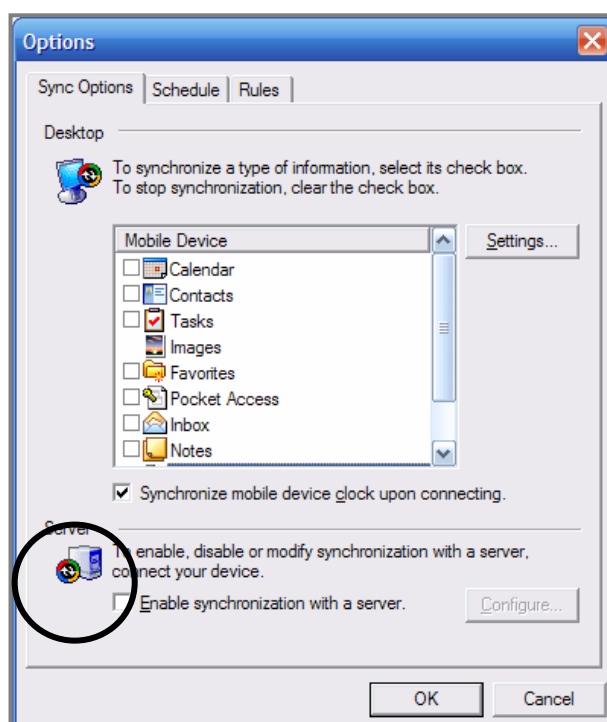 Options
Sync Options Schedule Rules
Desktop
To synchronize a type of information, select its check box.
To stop synchronization, clear the check box.
Mobile Device
Settings...
Calendar
Contacts
Tasks
Images
Favorites
Pocket Access
Inbox
Notes
Synchronize mobile device clock upon connecting.
Server
To enable, disable or modify synchronization with a server,
connect your device.
Enable synchronization with a server.
Configure...
OK Cancel